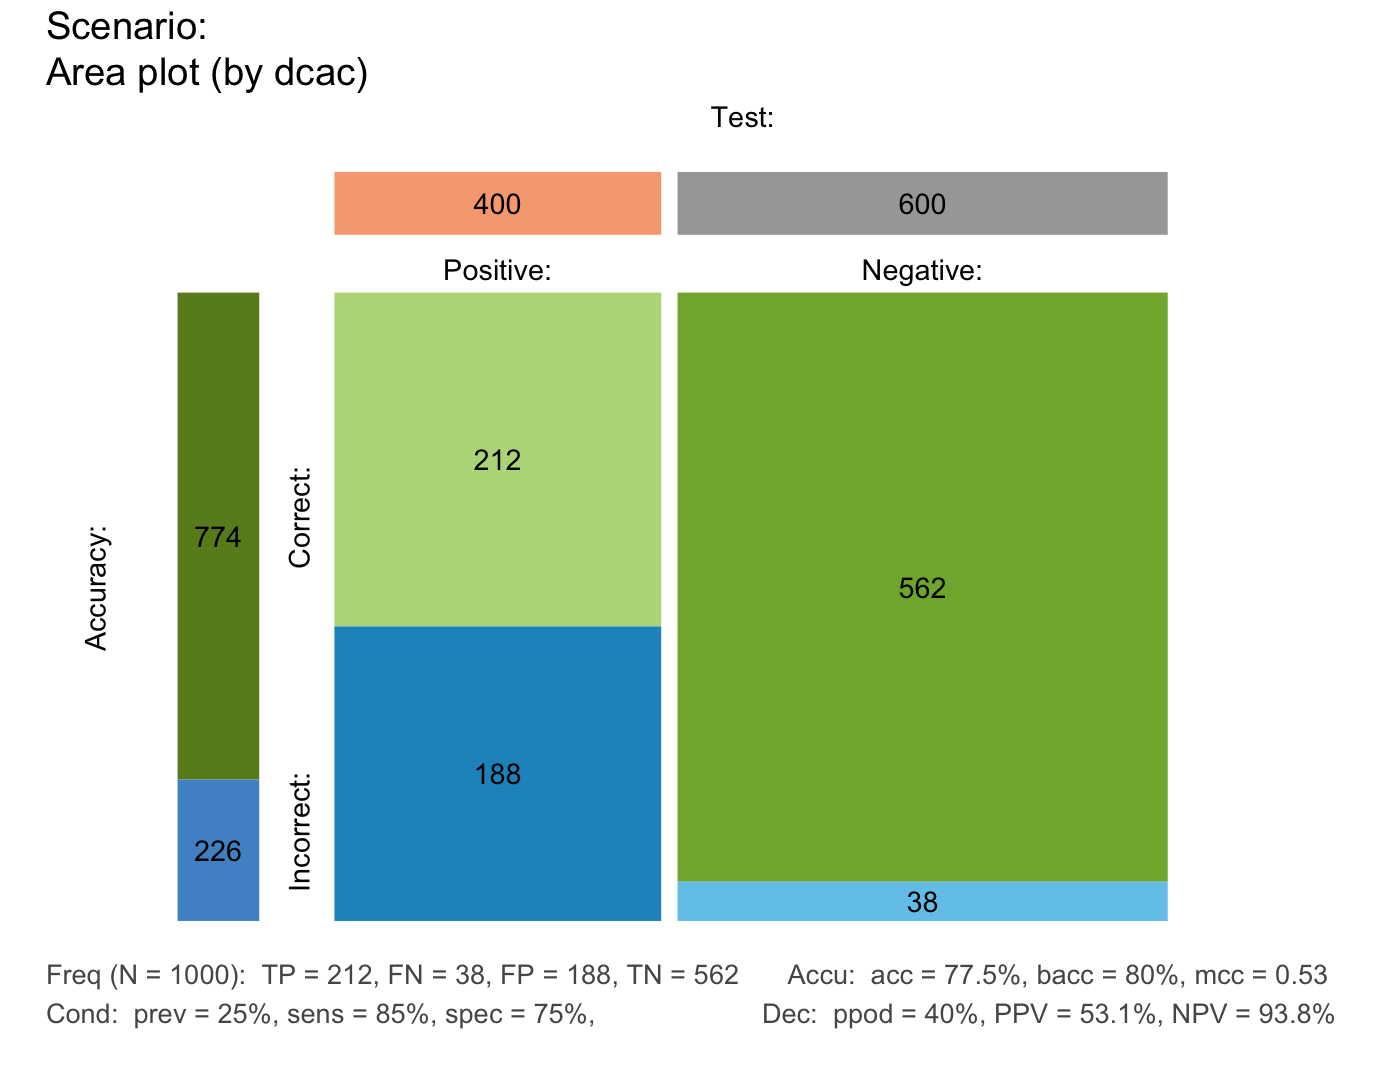 Scenario:
Area plot (by dcac)
Test:
400
600
Positive:
Negative:
Accuracy:
774
226
Correct:
Incorrect:
212
562
188
38
Freq (N = 1000):  TP = 212, FN = 38, FP = 188, TN = 562
Accu:  acc = 77.5%, bacc = 80%, mcc = 0.53
Cond:  prev = 25%, sens = 85%, spec = 75%,
Dec:  ppod = 40%, PPV = 53.1%, NPV = 93.8%